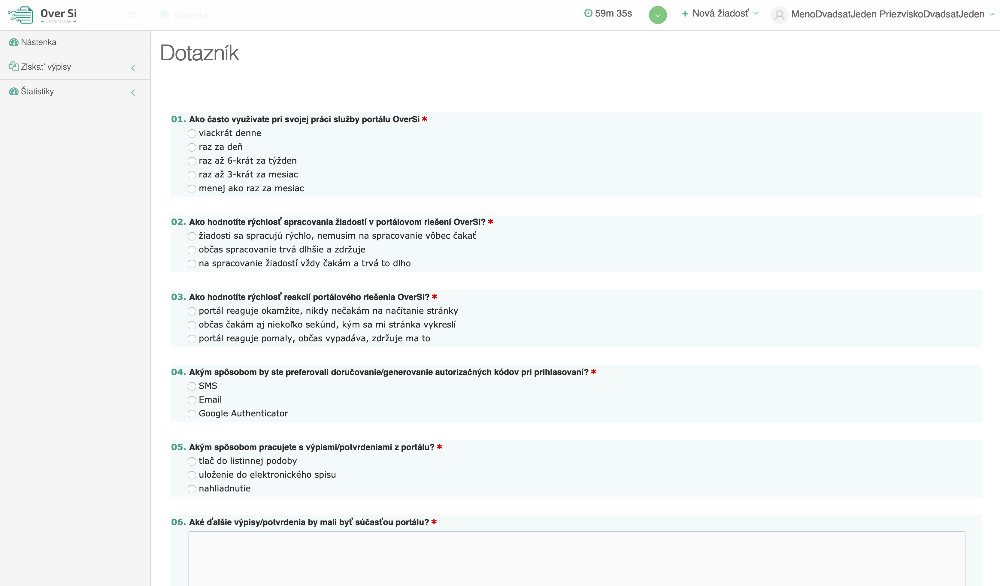 Over Si
Centrálne údaje
Nástenka
59m 35s
Nová žiadosť
MenoDvadsatJeden PriezviskoDvadsatJeden
Nástenka
Získať výpisy
Štatistiky
Dotazník
01. Ako často využívate pri svojej práci služby portálu OverSi *
viackrát denne
raz za deň
raz až 6-krát za týžden
raz až 3-krát za mesiac
menej ako raz za mesiac
02. Ako hodnotíte rýchlosť spracovania žiadostí v portálovom riešení OverSi? *
žiadosti sa spracujú rýchlo, nemusím na spracovanie vôbec čakať
občas spracovanie trvá dlhšie a zdržuje
na spracovanie žiadostí vždy čakám a trvá to dlho
03. Ako hodnotíte rýchlosť reakcií portálového riešenia OverSi? *
portál reaguje okamžite, nikdy nečakám na načítanie stránky
občas čakám aj niekoľko sekúnd, kým sa mi stránka vykreslí
portál reaguje pomaly, občas vypadáva, zdržuje ma to
04. Akým spôsobom by ste preferovali doručovanie/generovanie autorizačných kódov pri prihlasovaní? *
SMS
Email
Google Authenticator
05. Akým spôsobom pracujete s výpismi/potvrdeniami z portálu? *
tlač do listinnej podoby
uloženie do elektronického spisu
nahliadnutie
06. Aké ďalšie výpisy/potvrdenia by mali byť súčasťou portálu? *